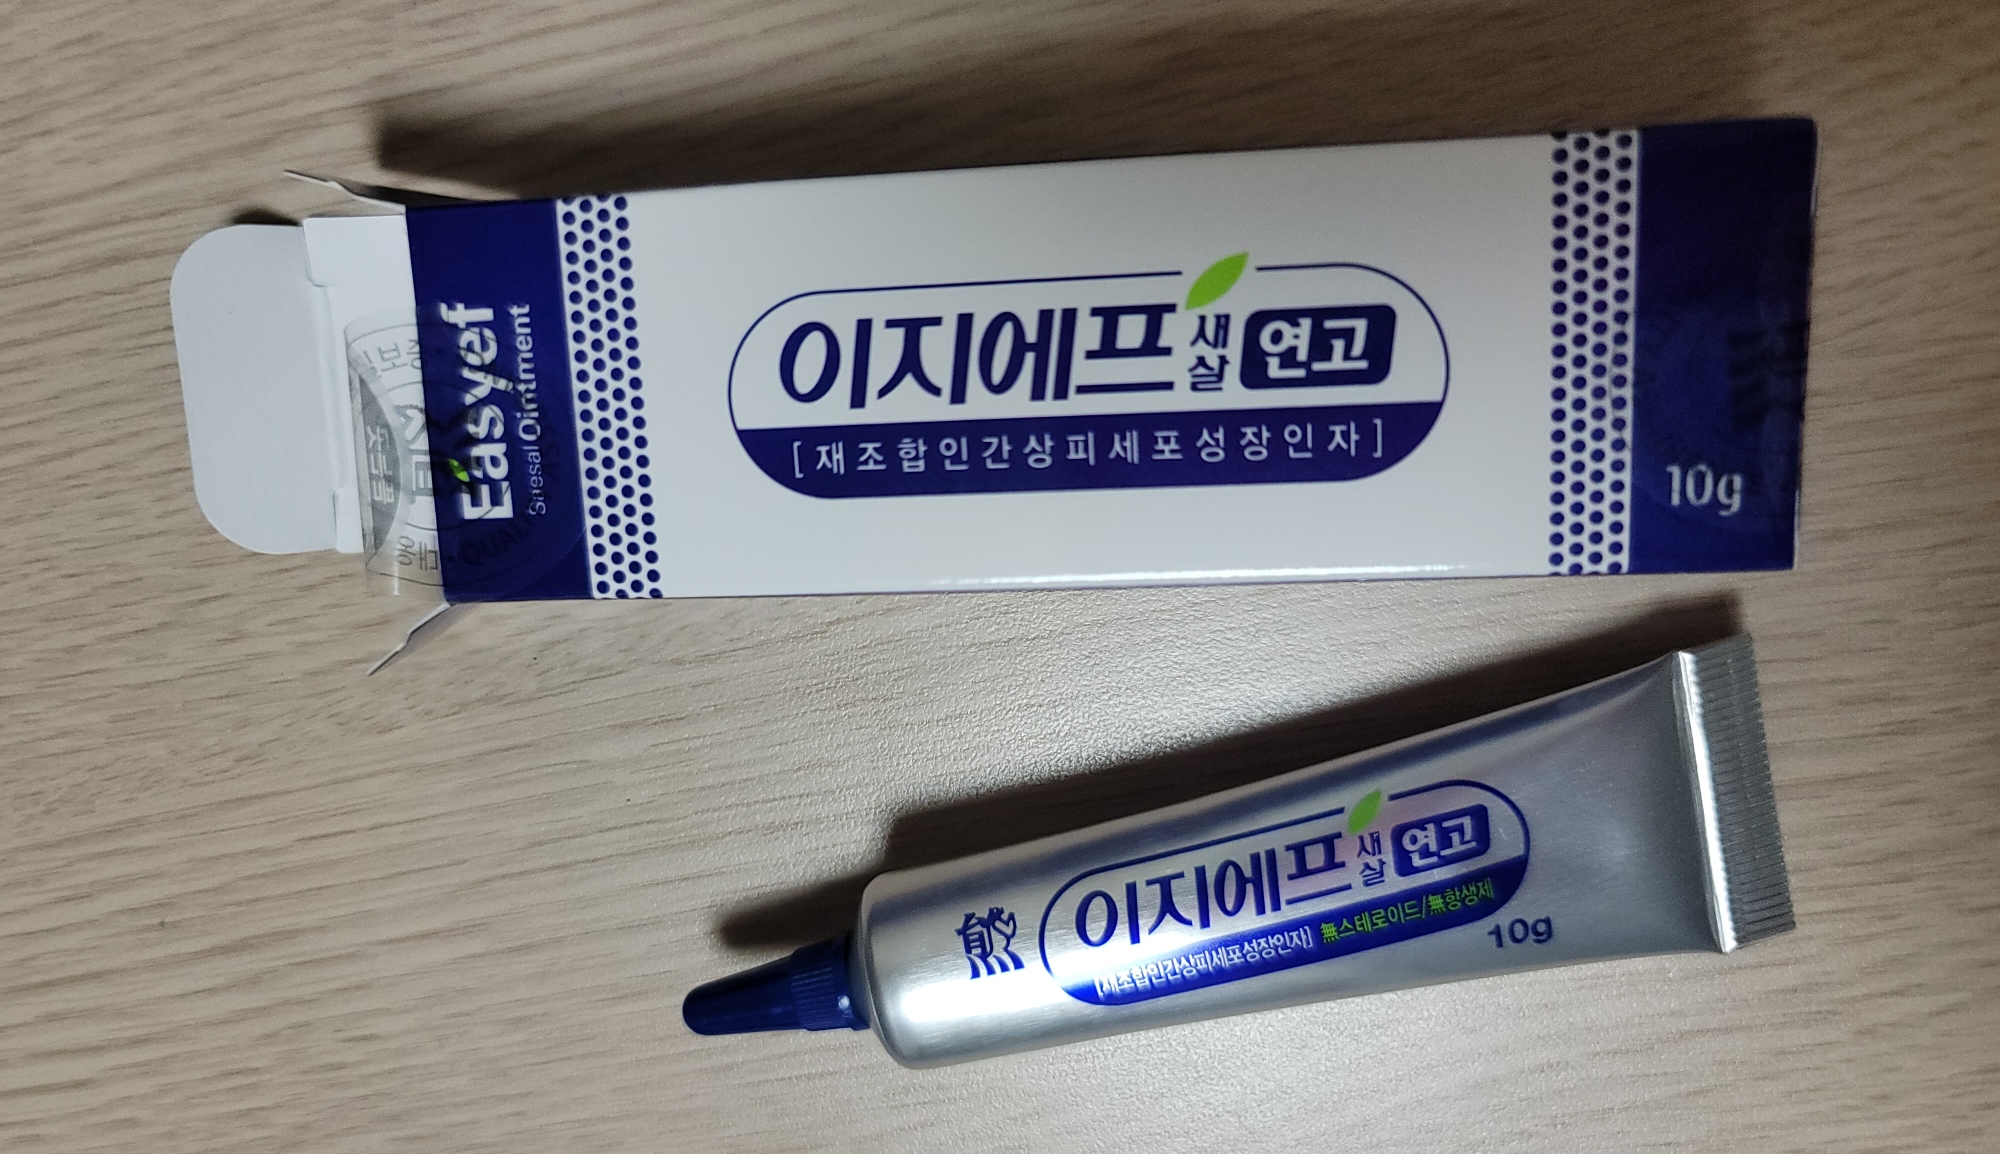 Easyef
Saesal Ointment
이지에프 새살 연고
[재조합인간상피세포성장인자]
10g
이지에프 새살 연고
[재조합인간상피세포성장인자] 無스테로이드/無항생제
10g